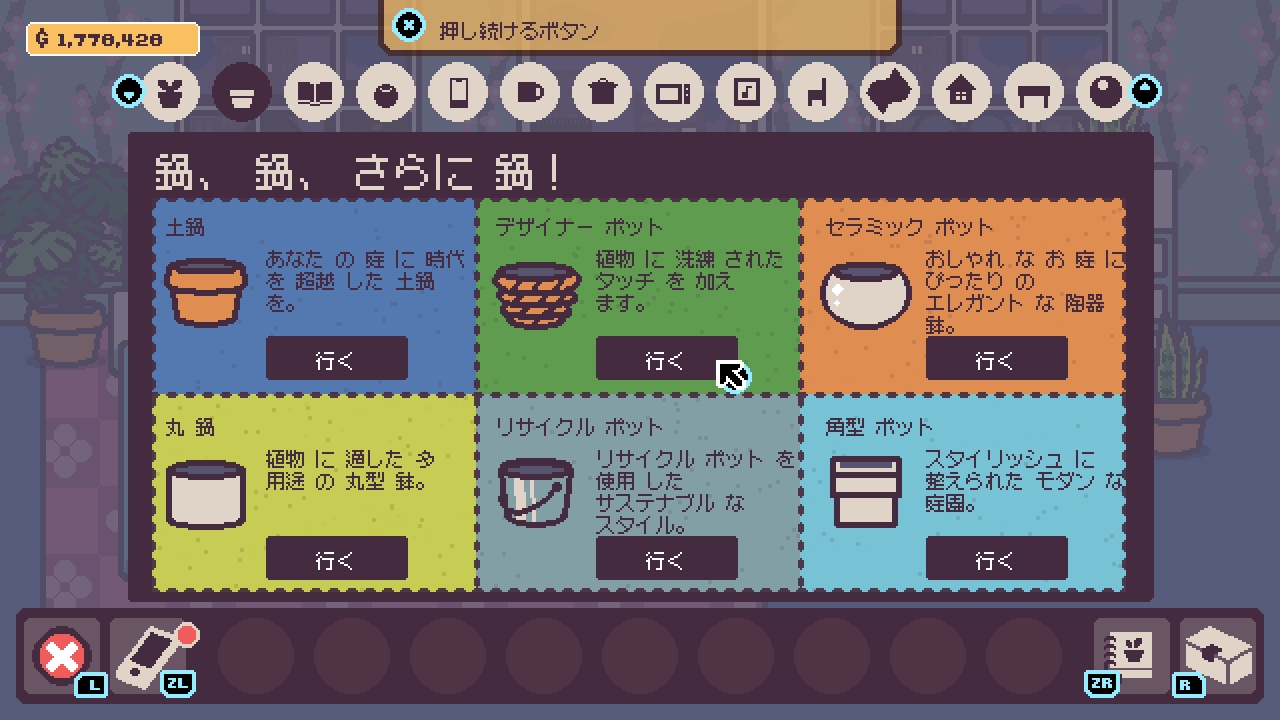 ₲ 1,778,428
押し続けるボタン
鍋、 鍋、 さらに 鍋！
土鍋
あなた の 庭 に 時代
を 超越 した 土鍋
を。
行く
デザイナー ポット
植物 に 洗練 された
タッチ を 加え
ます。
行く
セラミック ポット
おしゃれ な お 庭 に
ぴったり の
エレガント な 陶器
鉢。
行く
丸 鍋
植物 に 適した 多
用途 の 丸型 鉢。
行く
リサイクル ポット
リサイクル ポット を
使用 した
サステナブル な
スタイル。
行く
角型 ポット
スタイリッシュ に
整えられた モダン な
庭園。
行く
L
ZL
ZR
R